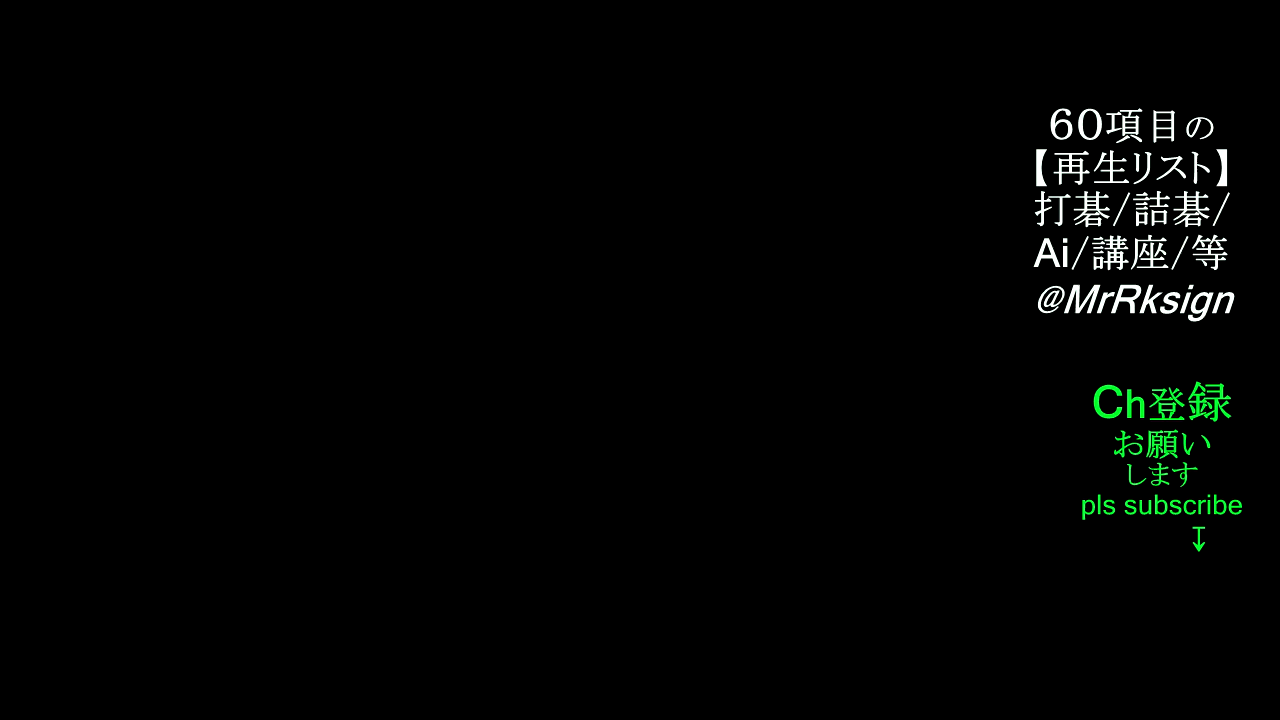 60項目の
【再生リスト】
打碁/詰碁/
Ai/講座/等
@MrRksign
Ch登録
お願い
します
pls subscribe
↧